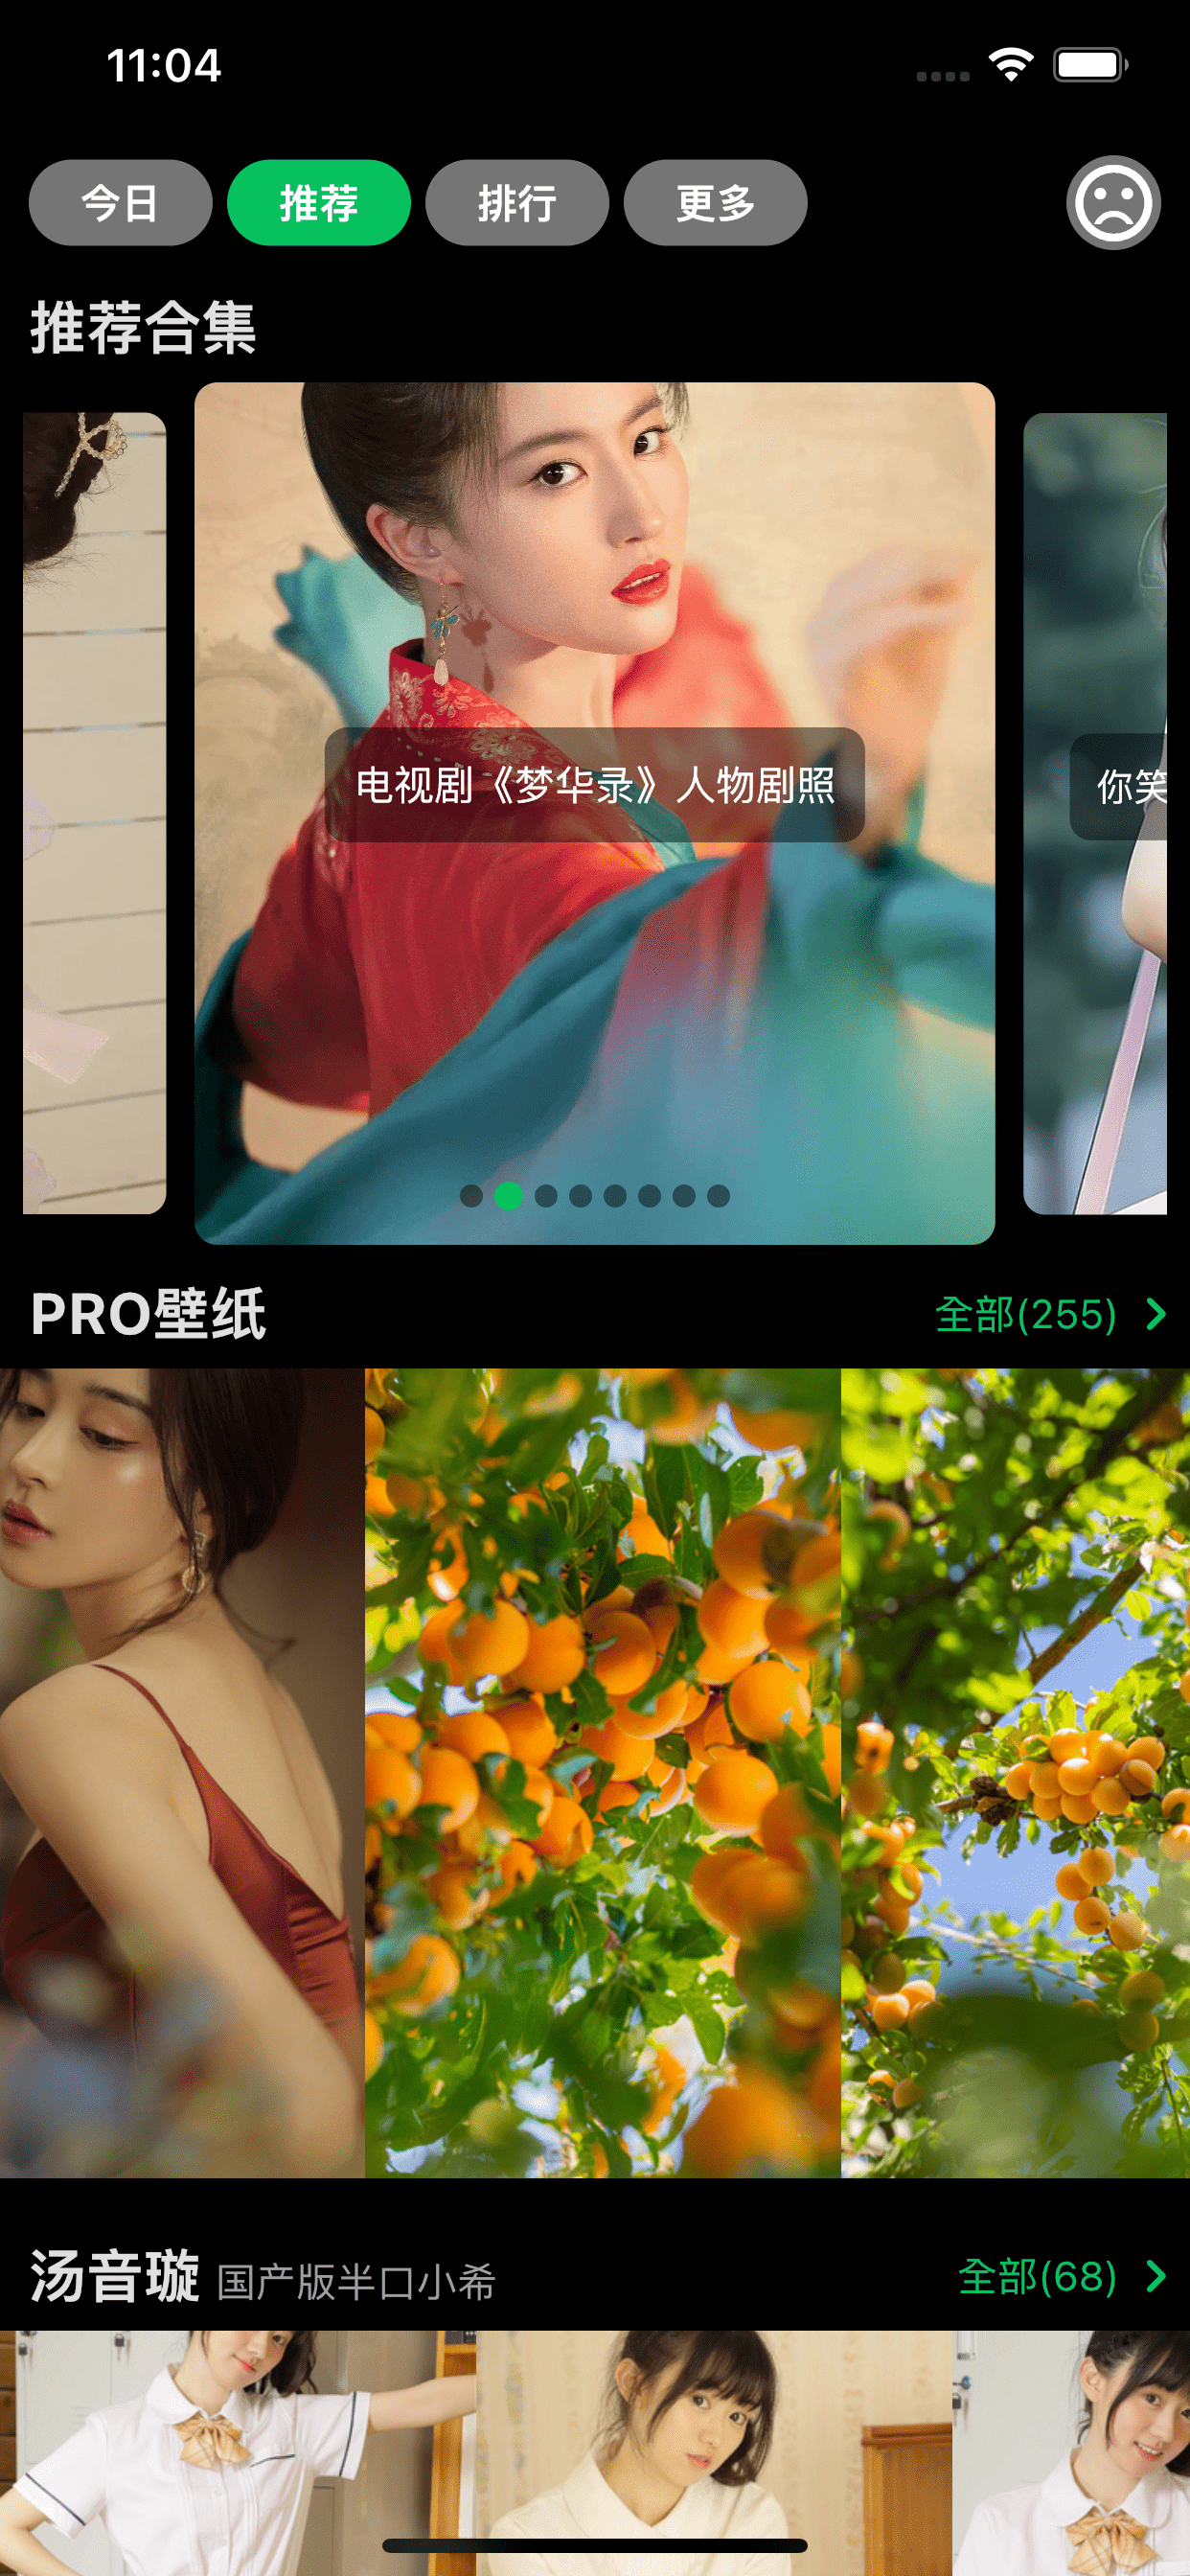 11:04
今日 推荐 排行 更多
推荐合集
电视剧《梦华录》人物剧照
你笑
PRO壁纸 全部(255)
汤音璇 国产版半口小希 全部(68)